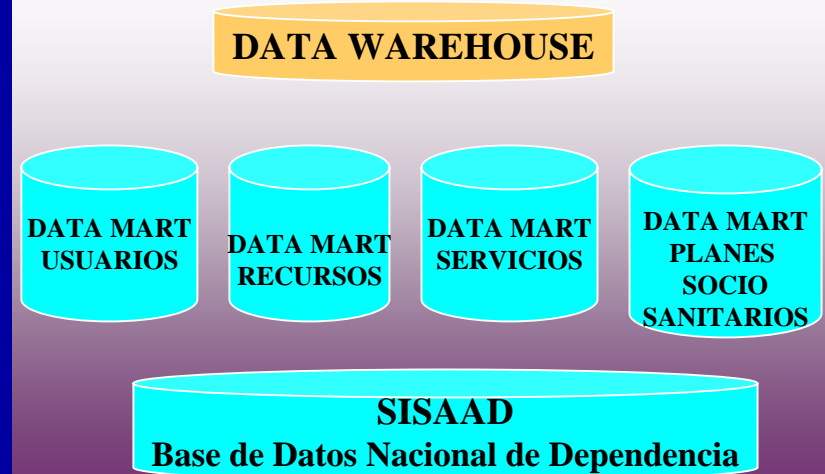 DATA WAREHOUSE
DATA MART
USUARIOS
DATA MART
RECURSOS
DATA MART
SERVICIOS
DATA MART
PLANES
SOCIO
SANITARIOS
SISAAD
Base de Datos Nacional de Dependencia